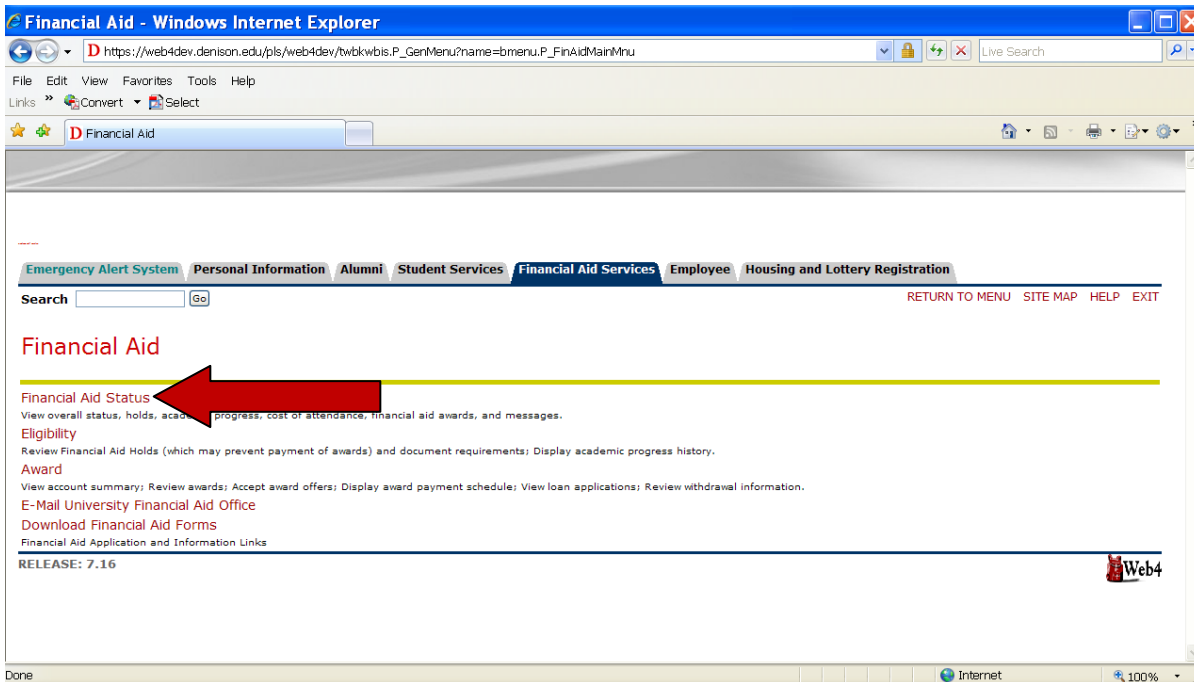 Financial Aid - Windows Internet Explorer
D https://web4dev.denison.edu/pls/web4dev/twbkwbis.P_GenMenu?name=bmenu.P_FinAidMainMnu Live Search
File Edit View Favorites Tools Help
Links » Convert Select
D Financial Aid
Emergency Alert System Personal Information Alumni Student Services Financial Aid Services Employee Housing and Lottery Registration
Search Go RETURN TO MENU SITE MAP HELP EXIT
Financial Aid
Financial Aid Status
View overall status, holds, progress, cost of attendance, financial aid awards, and messages.
Eligibility
Review Financial Aid Holds (which may prevent payment of awards) and document requirements; Display academic progress history.
Award
View account summary; Review awards; Accept award offers; Display award payment schedule; View loan applications; Review withdrawal information.
E-Mail University Financial Aid Office
Download Financial Aid Forms
Financial Aid Application and Information Links
RELEASE: 7.16 Web4
Done Internet 100%